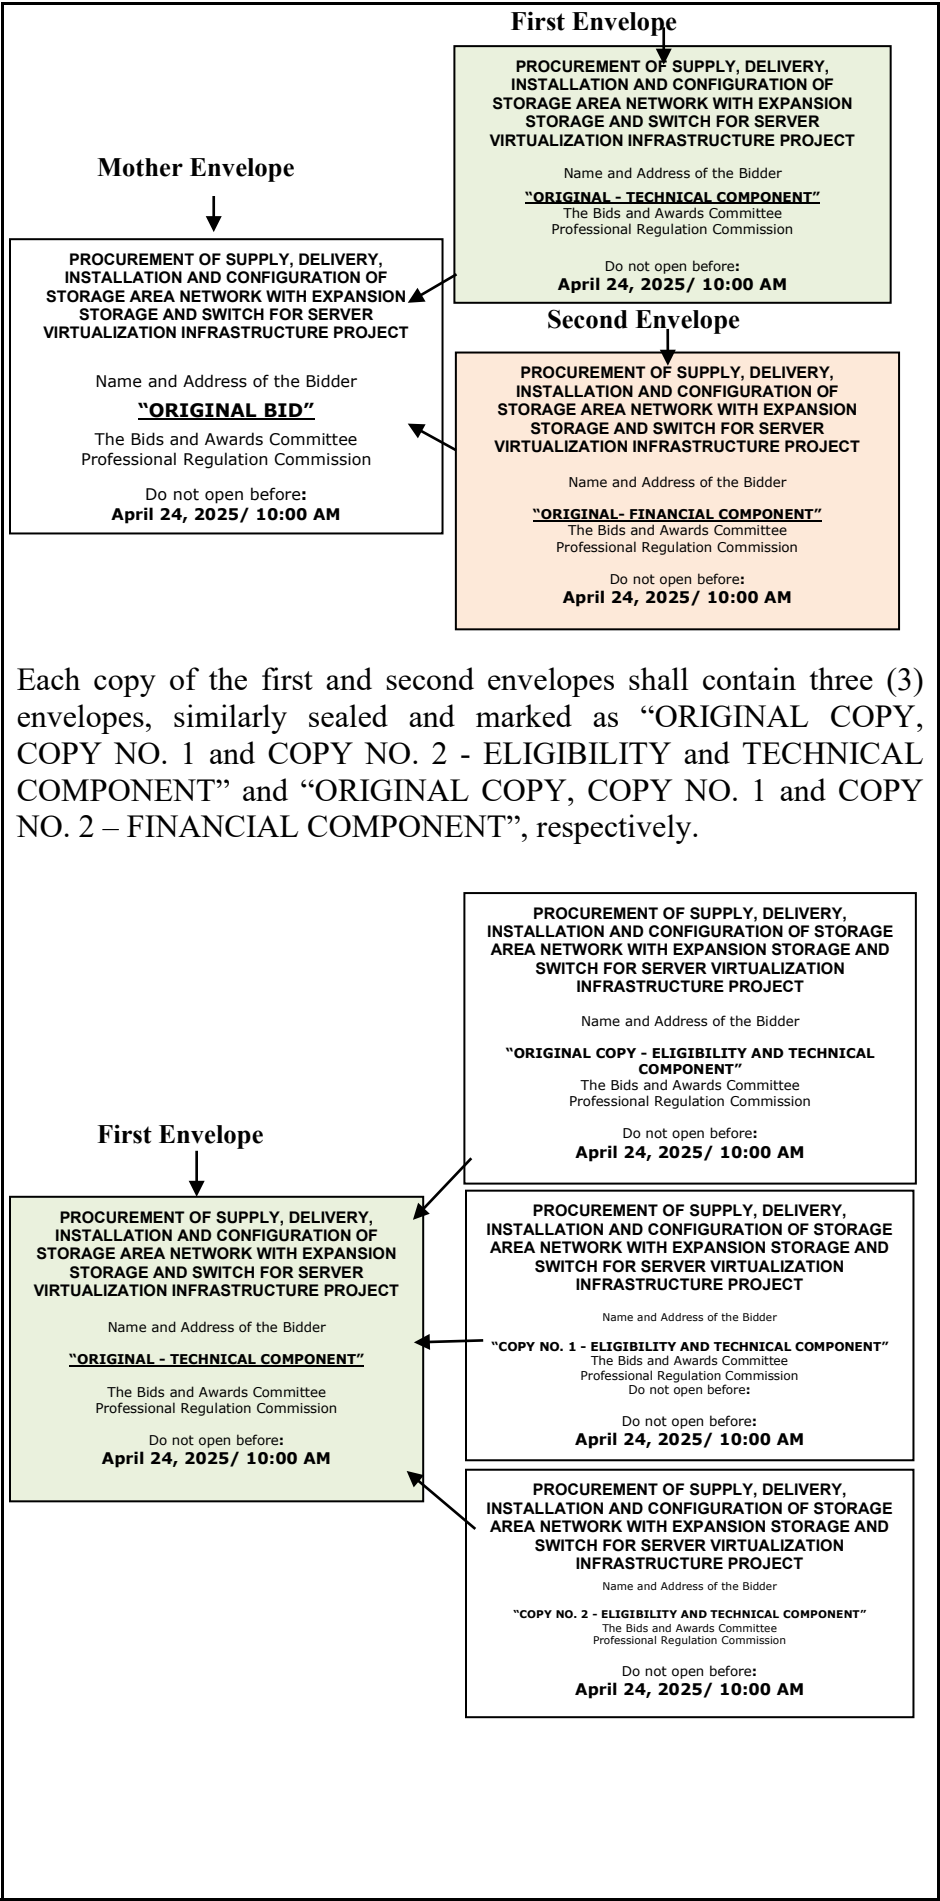 First Envelope
PROCUREMENT OF SUPPLY, DELIVERY,
INSTALLATION AND CONFIGURATION OF
STORAGE AREA NETWORK WITH EXPANSION
STORAGE AND SWITCH FOR SERVER
VIRTUALIZATION INFRASTRUCTURE PROJECT
Name and Address of the Bidder
“ORIGINAL - TECHNICAL COMPONENT”
The Bids and Awards Committee
Professional Regulation Commission
Do not open before:
April 24, 2025/ 10:00 AM
Mother Envelope
PROCUREMENT OF SUPPLY, DELIVERY,
INSTALLATION AND CONFIGURATION OF
STORAGE AREA NETWORK WITH EXPANSION
STORAGE AND SWITCH FOR SERVER
VIRTUALIZATION INFRASTRUCTURE PROJECT
Name and Address of the Bidder
“ORIGINAL BID”
The Bids and Awards Committee
Professional Regulation Commission
Do not open before:
April 24, 2025/ 10:00 AM
Second Envelope
PROCUREMENT OF SUPPLY, DELIVERY,
INSTALLATION AND CONFIGURATION OF
STORAGE AREA NETWORK WITH EXPANSION
STORAGE AND SWITCH FOR SERVER
VIRTUALIZATION INFRASTRUCTURE PROJECT
Name and Address of the Bidder
“ORIGINAL- FINANCIAL COMPONENT”
The Bids and Awards Committee
Professional Regulation Commission
Do not open before:
April 24, 2025/ 10:00 AM
Each copy of the first and second envelopes shall contain three (3)
envelopes, similarly sealed and marked as “ORIGINAL COPY,
COPY NO. 1 and COPY NO. 2 - ELIGIBILITY and TECHNICAL
COMPONENT” and “ORIGINAL COPY, COPY NO. 1 and COPY
NO. 2 – FINANCIAL COMPONENT”, respectively.
PROCUREMENT OF SUPPLY, DELIVERY,
INSTALLATION AND CONFIGURATION OF STORAGE
AREA NETWORK WITH EXPANSION STORAGE AND
SWITCH FOR SERVER VIRTUALIZATION
INFRASTRUCTURE PROJECT
Name and Address of the Bidder
“ORIGINAL COPY - ELIGIBILITY AND TECHNICAL
COMPONENT”
The Bids and Awards Committee
Professional Regulation Commission
Do not open before:
April 24, 2025/ 10:00 AM
First Envelope
PROCUREMENT OF SUPPLY, DELIVERY,
INSTALLATION AND CONFIGURATION OF
STORAGE AREA NETWORK WITH EXPANSION
STORAGE AND SWITCH FOR SERVER
VIRTUALIZATION INFRASTRUCTURE PROJECT
Name and Address of the Bidder
“ORIGINAL - TECHNICAL COMPONENT”
The Bids and Awards Committee
Professional Regulation Commission
Do not open before:
April 24, 2025/ 10:00 AM
PROCUREMENT OF SUPPLY, DELIVERY,
INSTALLATION AND CONFIGURATION OF STORAGE
AREA NETWORK WITH EXPANSION STORAGE AND
SWITCH FOR SERVER VIRTUALIZATION
INFRASTRUCTURE PROJECT
Name and Address of the Bidder
“COPY NO. 1 - ELIGIBILITY AND TECHNICAL COMPONENT”
The Bids and Awards Committee
Professional Regulation Commission
Do not open before:
Do not open before:
April 24, 2025/ 10:00 AM
PROCUREMENT OF SUPPLY, DELIVERY,
INSTALLATION AND CONFIGURATION OF STORAGE
AREA NETWORK WITH EXPANSION STORAGE AND
SWITCH FOR SERVER VIRTUALIZATION
INFRASTRUCTURE PROJECT
Name and Address of the Bidder
“COPY NO. 2 - ELIGIBILITY AND TECHNICAL COMPONENT”
The Bids and Awards Committee
Professional Regulation Commission
Do not open before:
April 24, 2025/ 10:00 AM